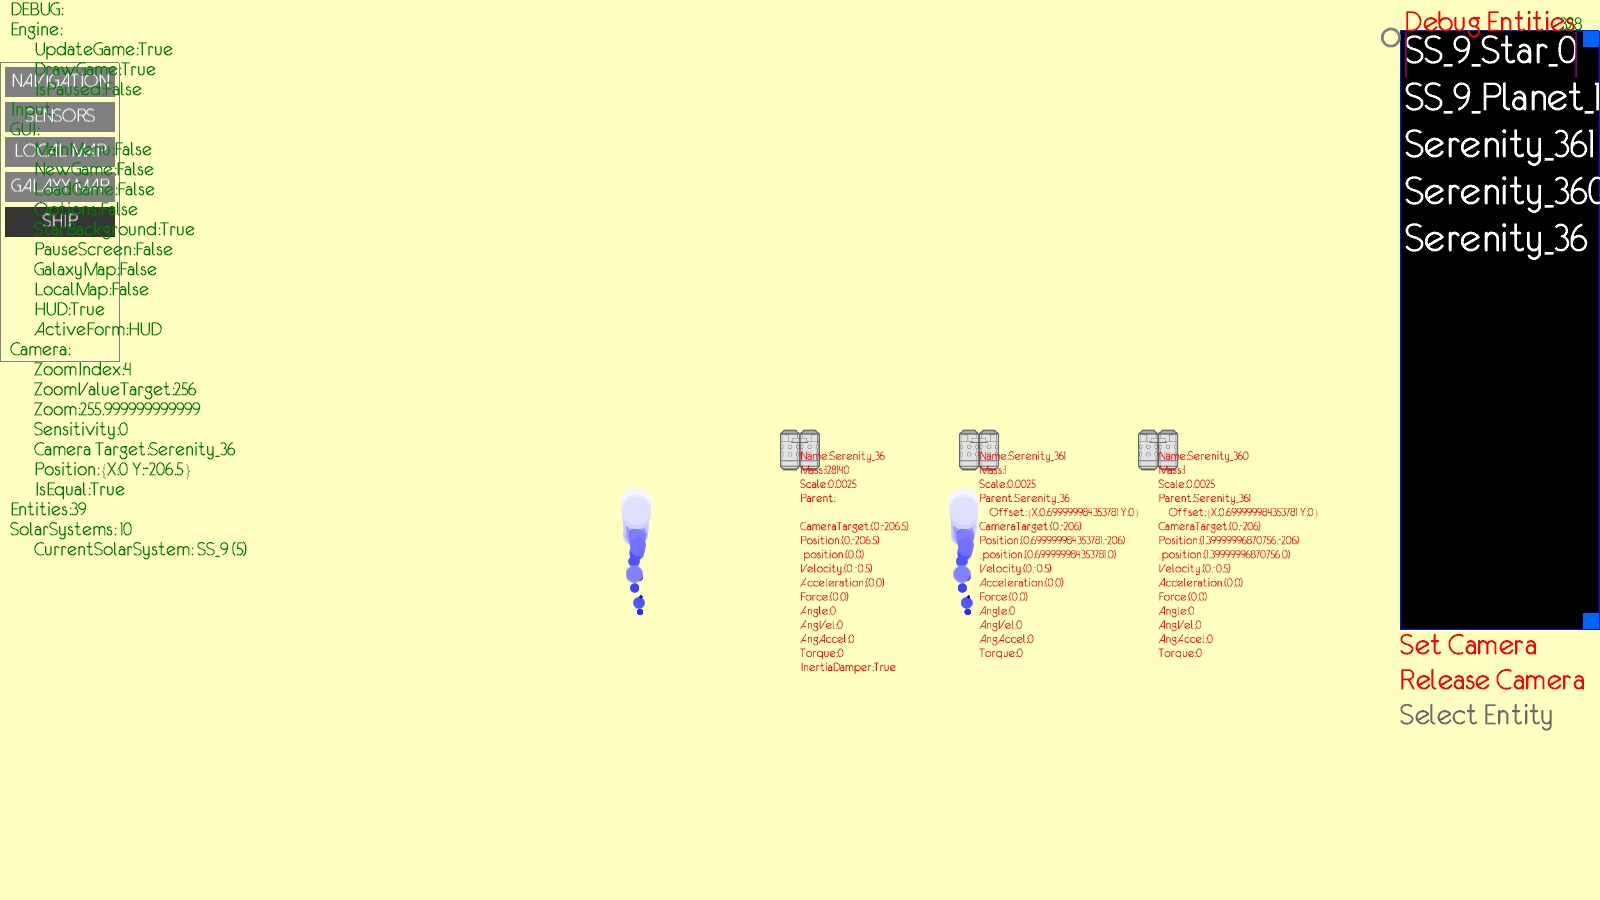 DEBUG:
Engine:
UpdateGame:True
DrawGame:True
IsPaused:False
Input
GUI:
MainMenu:False
NewGame:False
LoadGame:False
Options:False
StarBackground:True
PauseScreen:False
GalaxyMap:False
LocalMap:False
HUD:True
ActiveForm:HUD
Camera:
ZoomIndex:4
ZoomValueTarget:256
Zoom:255.999999999999
Sensitivity:0
Camera Target:Serenity_36
Position:{X:0 Y:-206.5}
IsEqual:True
Entities:39
SolarSystems: 10
CurrentSolarSystem: SS_9 (5)
NAVIGATION
SENSORS
LOCAL MAP
GALAXY MAP
SHIP
Name:Serenity_36
Mass:128140
Scale:0.0025
Parent:
CameraTarget:(0,-206.5)
Position:(0,-206.5)
_position:(0,0)
Velocity:(0,-0.5)
Acceleration:(0,0)
Force:(0,0)
Angle:0
AngVel:0
AngAccel:0
Torque:0
InertiaDamper:True
Name:Serenity_361
Mass:1
Scale:0.0025
Parent:Serenity_36
Offset:{X:0.699999984353781 Y:0}
CameraTarget:(0,-206)
Position:(0.699999984353781,-206)
_position:(0.699999984353781,0)
Velocity:(0,-0.5)
Acceleration:(0,0)
Force:(0,0)
Angle:0
AngVel:0
AngAccel:0
Torque:0
Name:Serenity_360
Mass:1
Scale:0.0025
Parent:Serenity_361
Offset:{X:0.699999984353781 Y:0}
CameraTarget:(0,-206)
Position:(1.39999996870756,-206)
_position:(1.39999996870756,0)
Velocity:(0,-0.5)
Acceleration:(0,0)
Force:(0,0)
Angle:0
AngVel:0
AngAccel:0
Torque:0
Debug Entities
SS_9_Star_0
SS_9_Planet_1
Serenity_361
Serenity_360
Serenity_36
Set Camera
Release Camera
Select Entity